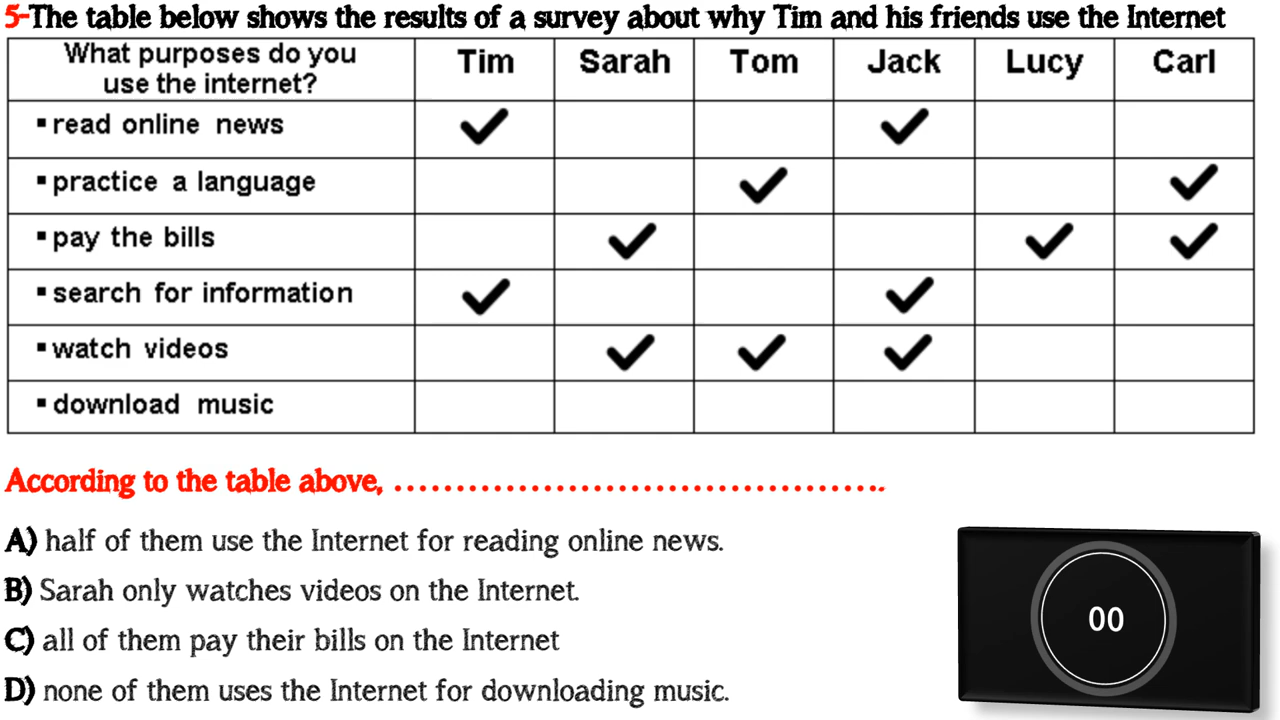 5-The table below shows the results of a survey about why Tim and his friends use the Internet
What purposes do you use the internet? Tim Sarah Tom Jack Lucy Carl
▪ read online news ✔ ✔
▪ practice a language ✔ ✔
▪ pay the bills ✔ ✔ ✔
▪ search for information ✔ ✔
▪ watch videos ✔ ✔ ✔
▪ download music
According to the table above, ........................................
A) half of them use the Internet for reading online news.
B) Sarah only watches videos on the Internet.
C) all of them pay their bills on the Internet
D) none of them uses the Internet for downloading music.
00